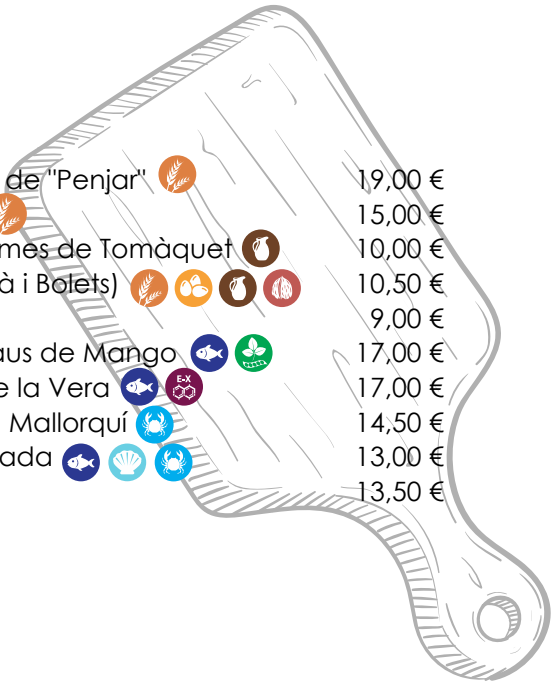 de "Penjar" 19,00 €
15,00 €
mes de Tomàquet 10,00 €
à i Bolets) 10,50 €
9,00 €
aus de Mango 17,00 €
e la Vera E-X 17,00 €
Mallorquí 14,50 €
ada 13,00 €
13,50 €